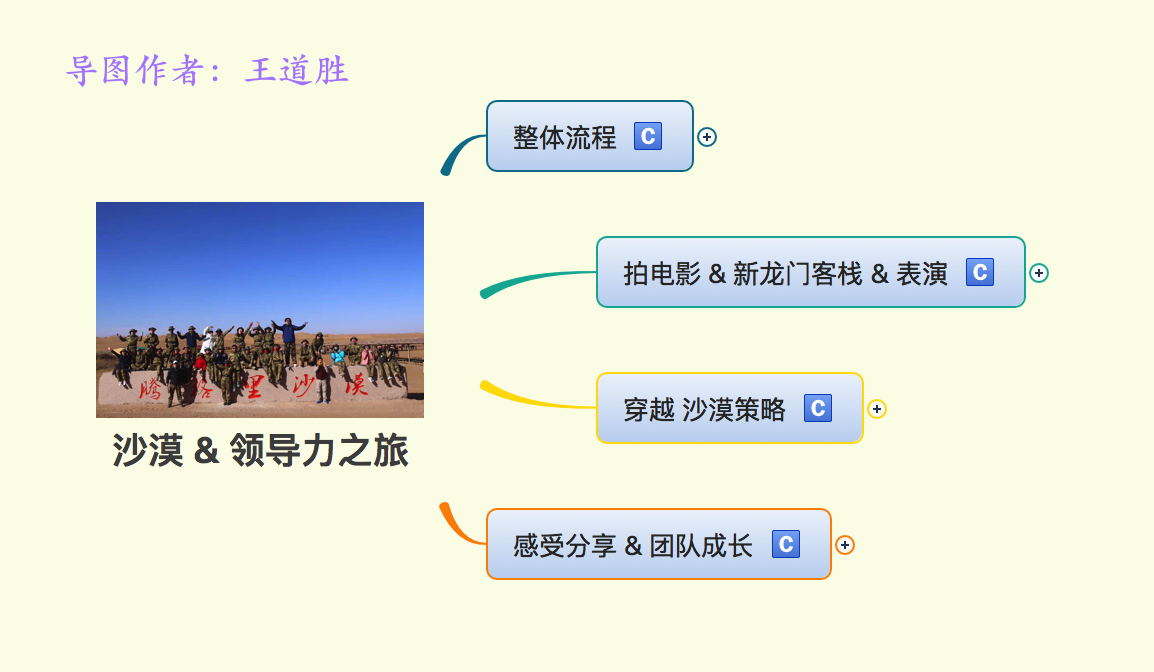 导图作者：王道胜
整体流程 C
拍电影 & 新龙门客栈 & 表演 C
腾格里沙漠
沙漠 & 领导力之旅
穿越 沙漠策略 C
感受分享 & 团队成长 C